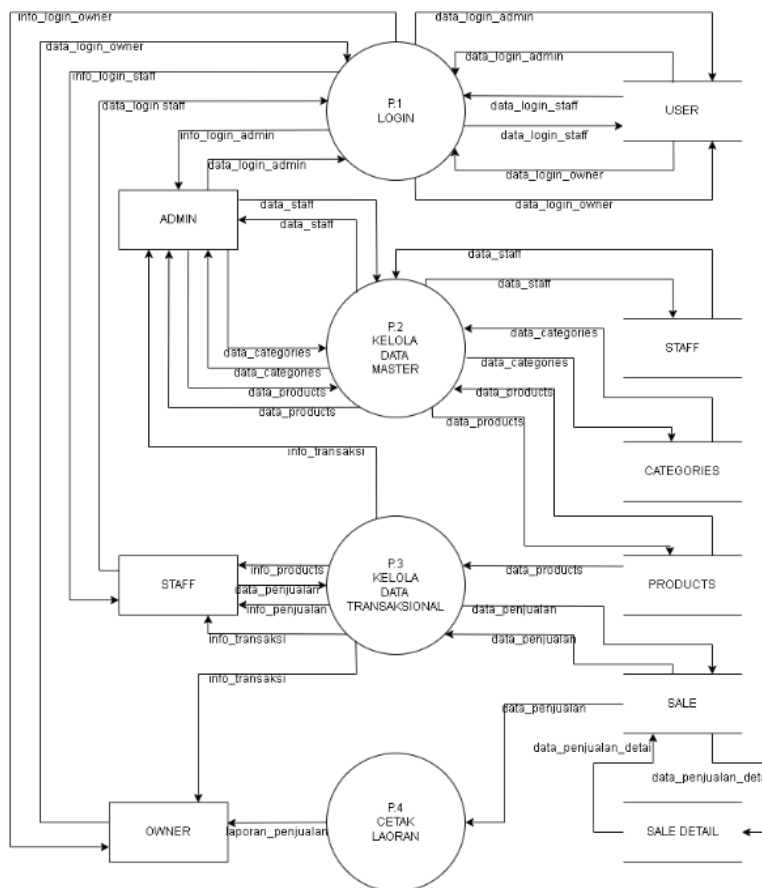 info_login_owner
data_login_admin
data_login_owner
data_login_admin
info_login_staff
data_login_staff
data_login staff
data_login_staff
P.1
LOGIN
USER
info_login_admin
data_login_admin
data_login_owner
data_login_owner
ADMIN
data_staff
data_staff
data_staff
data_staff
P.2
KELOLA
DATA
MASTER
STAFF
data_categories
data_categories
data_categories
data_categories
data_products
data_products
data_products
data_products
CATEGORIES
info_transaksi
P.3
KELOLA
DATA
TRANSAKSIONAL
STAFF
info_products
data_penjualan
info_penjualan
info_transaksi
data_products
PRODUCTS
data_penjualan
data_penjualan
info_transaksi
SALE
data_penjualan
data_penjualan_detai
data_penjualan_detai
P.4
CETAK
LAORAN
OWNER
laporan_penjualan
SALE DETAIL